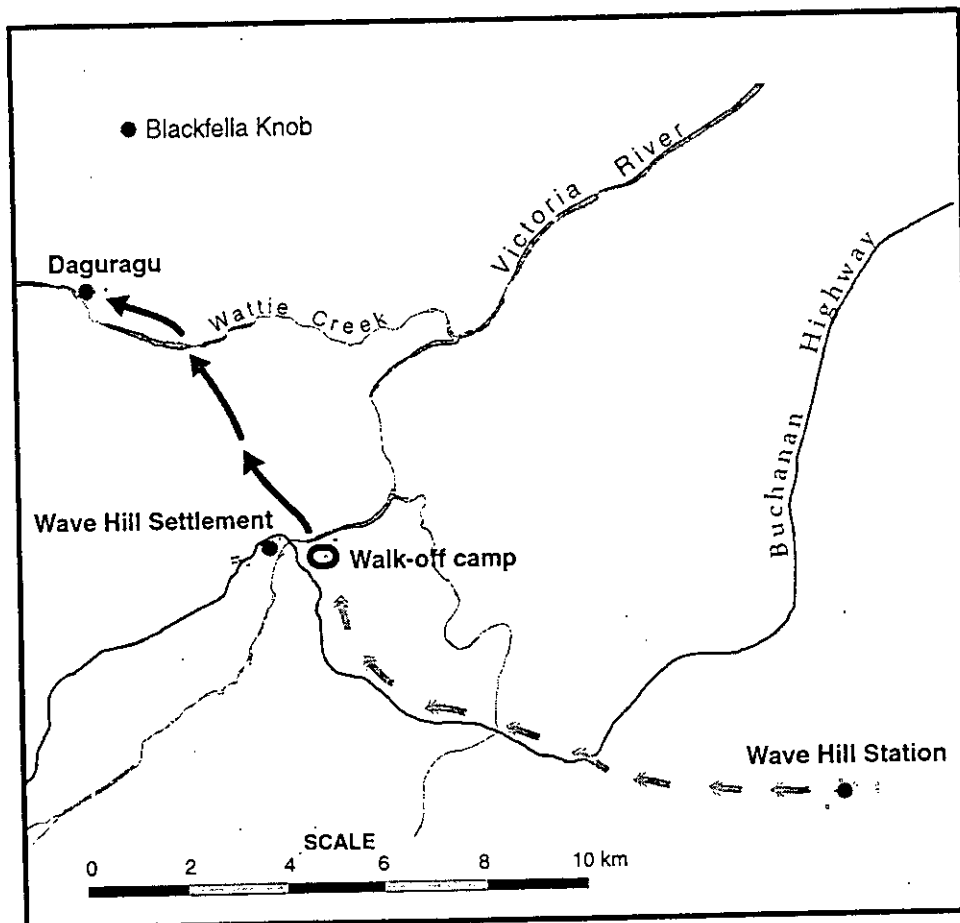 Blackfella Knob
Victoria River
Daguragu
Wattie Creek
Buchanan Highway
Wave Hill Settlement
Walk-off camp
Wave Hill Station
SCALE
0 2 4 6 8 10 km